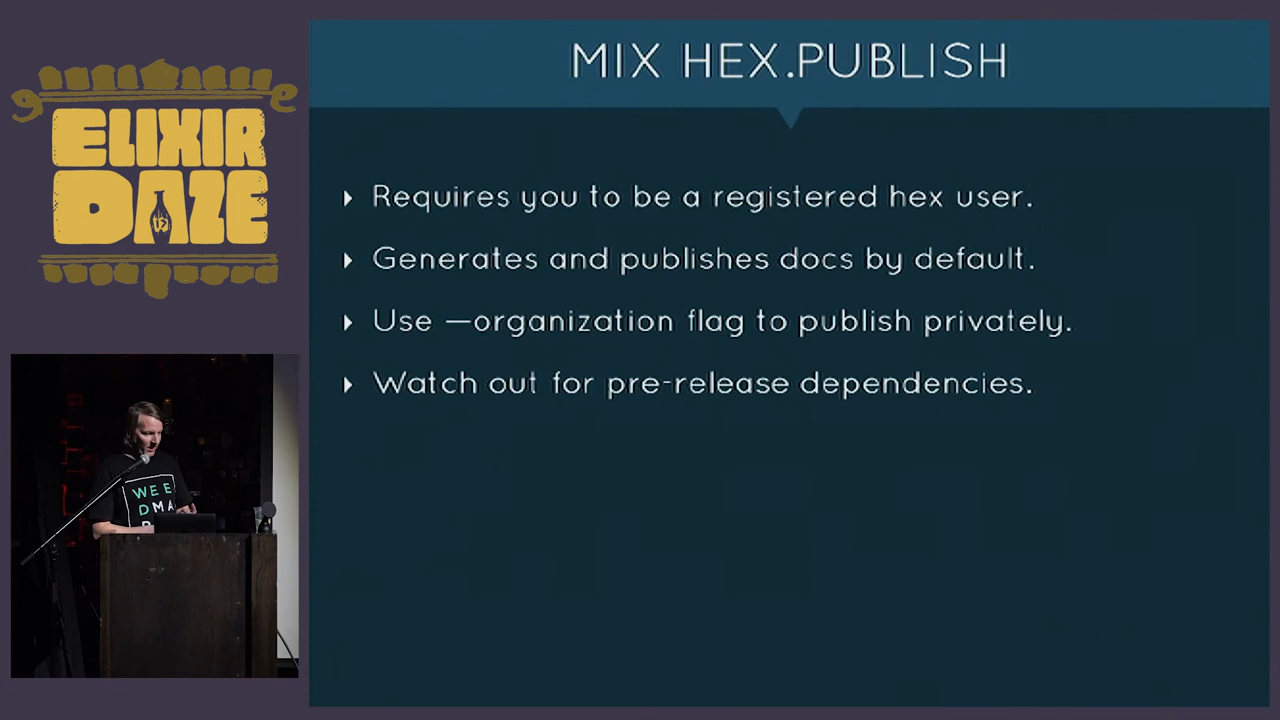 ELIXIR
DAZE
MIX HEX.PUBLISH
Requires you to be a registered hex user.
Generates and publishes docs by default.
Use —organization flag to publish privately.
Watch out for pre-release dependencies.
WEE
DMA